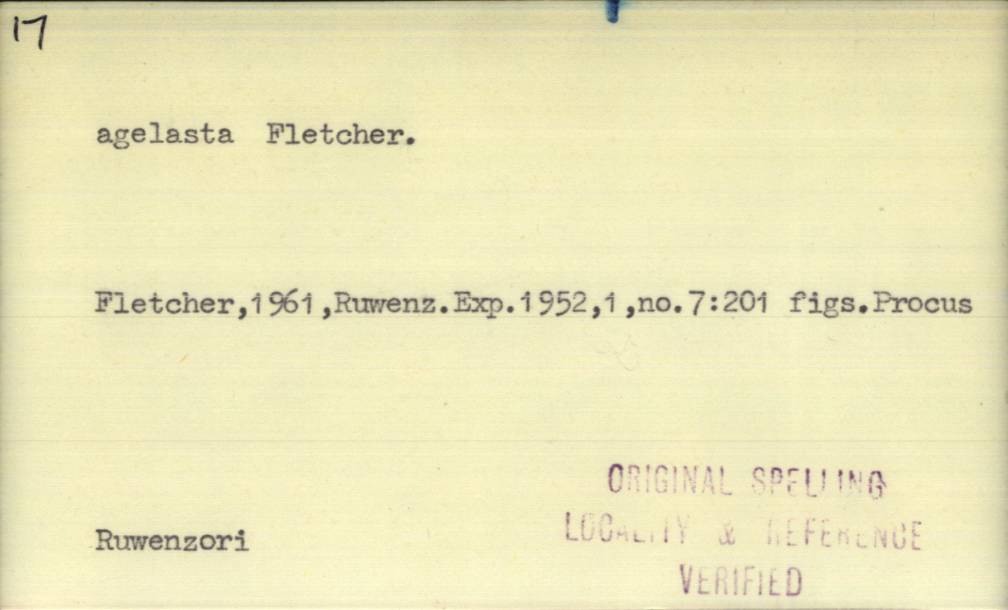 17
agelasta Fletcher.
Fletcher,1961,Ruwenz.Exp.1952,1,no.7:201 figs.Procus
Ruwenzori
ORIGINAL SPELLING
LOCALITY & REFERENCE
VERIFIED